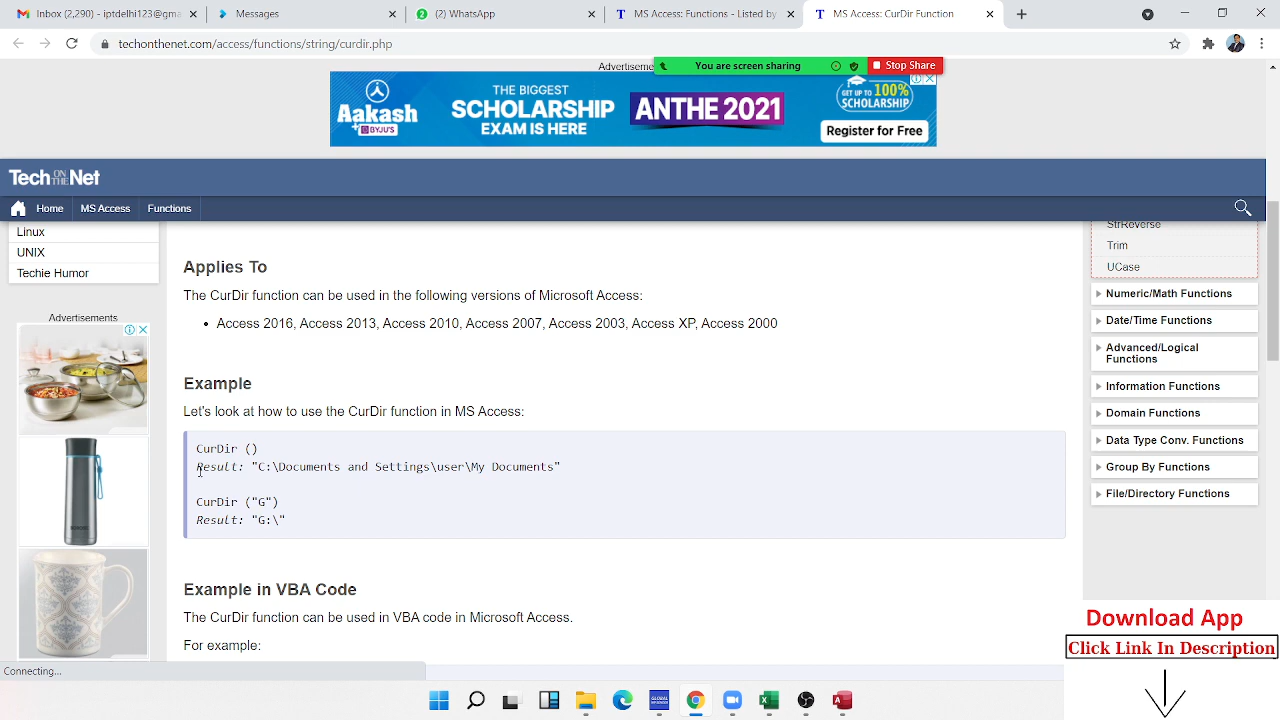 Inbox (2,290) - iptdelhi123@gma
Messages
(2) WhatsApp
MS Access: Functions - Listed by
MS Access: CurDir Function
techonthenet.com/access/functions/string/curdir.php
Advertiseme
You are screen sharing
Stop Share
Aakash
BYJU'S
THE BIGGEST
SCHOLARSHIP
EXAM IS HERE
ANTHE 2021
GET UP TO 100%
SCHOLARSHIP
Register for Free
Tech ON THE Net
Home
MS Access
Functions
Linux
UNIX
Techie Humor
Advertisements
Applies To
The CurDir function can be used in the following versions of Microsoft Access:
• Access 2016, Access 2013, Access 2010, Access 2007, Access 2003, Access XP, Access 2000
Example
Let's look at how to use the CurDir function in MS Access:
CurDir ()
Result: "C:\Documents and Settings\user\My Documents"
CurDir ("G")
Result: "G:\"
Example in VBA Code
The CurDir function can be used in VBA code in Microsoft Access.
For example:
StrReverse
Trim
UCase
Numeric/Math Functions
Date/Time Functions
Advanced/Logical
Functions
Information Functions
Domain Functions
Data Type Conv. Functions
Group By Functions
File/Directory Functions
Download App
Click Link In Description
Connecting...